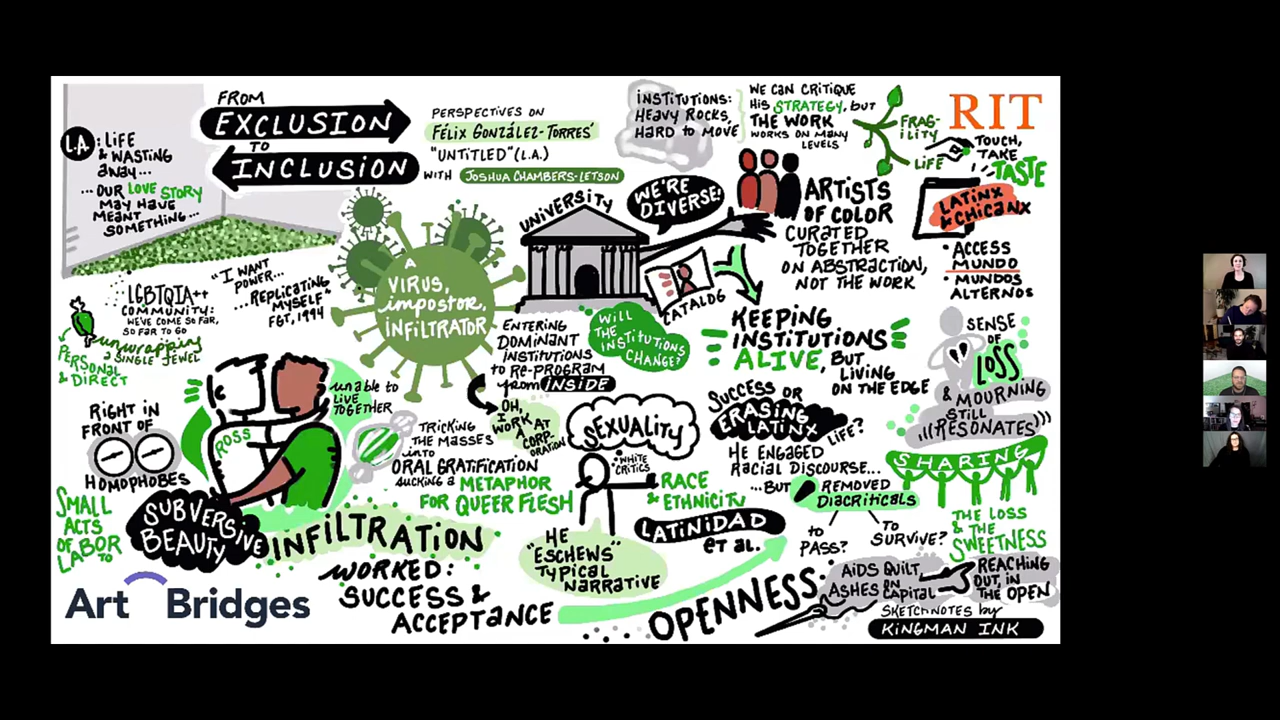 FROM
EXCLUSION
TO
INCLUSION
PERSPECTIVES ON
FÉLIX GONZÁLEZ-TORRES'
"UNTITLED" (L.A.)
WITH JOSHUA CHAMBERS-LETSON
L.A.: LIFE
& WASTING
AWAY...
...OUR LOVE STORY
MAY HAVE
MEANT
SOMETHING...
INSTITUTIONS:
HEAVY ROCKS,
HARD TO MOVE
WE CAN CRITIQUE
HIS STRATEGY, BUT
THE WORK
WORKS ON MANY
LEVELS
FRAG-
ILITY
LIFE
RIT
TOUCH,
TAKE
TASTE
LATINX
& CHICANX
• ACCESS
MUNDO
• MUNDOS
ALTERNOS
UNIVERSITY
WE'RE
DIVERSE!
CATALOG
ARTISTS
OF COLOR
CURATED
TOGETHER
ON ABSTRACTION,
NOT THE WORK
"I WANT
POWER...
...REPLICATING
MYSELF"
FGT, 1994
A
VIRUS,
IMPOSTOR,
INFILTRATOR
LGBTQIA++
COMMUNITY:
WE'VE COME SO FAR,
SO FAR TO GO
unwrapping
A SINGLE JEWEL
PERSONAL
& DIRECT
ENTERING
DOMINANT
INSTITUTIONS
to RE-PROGRAM
from INSIDE
WILL
THE
INSTITUTIONS
CHANGE?
KEEPING
INSTITUTIONS
ALIVE, BUT
LIVING
ON THE EDGE
SENSE
OF
LOSS
& MOURNING
STILL
RESONATES
RIGHT IN
FRONT OF
HOMOPHOBES
ROSS
unable to
LIVE
TOGETHER
OH,
I
WORK AT
A
CORP-
ORATION
TRICKING
THE MASSES
into
ORAL GRATIFICATION
SUCKING A METAPHOR
FOR QUEER FLESH
SEXUALITY
• WHITE
CRITICS
RACE
& ETHNICITY
LATINIDAD
et al.
HE
"ESCHEWS"
TYPICAL
NARRATIVE
SUCCESS OR
ERASING
LATINX
LIFE?
HE ENGAGED
RACIAL DISCOURSE...
...BUT REMOVED
DIACRITICALS
TO
PASS?
TO
SURVIVE?
SHARING
THE LOSS
& THE
SWEETNESS
SMALL
ACTS
OF LABOR
TO
SUBVERSIVE
BEAUTY
INFILTRATION
WORKED:
SUCCESS &
ACCEPTANCE
OPENNESS:
AIDS QUILT,
ASHES ON
CAPITAL
REACHING
OUT, IN
THE OPEN
SKETCHNOTES by
KINGMAN INK
Art Bridges